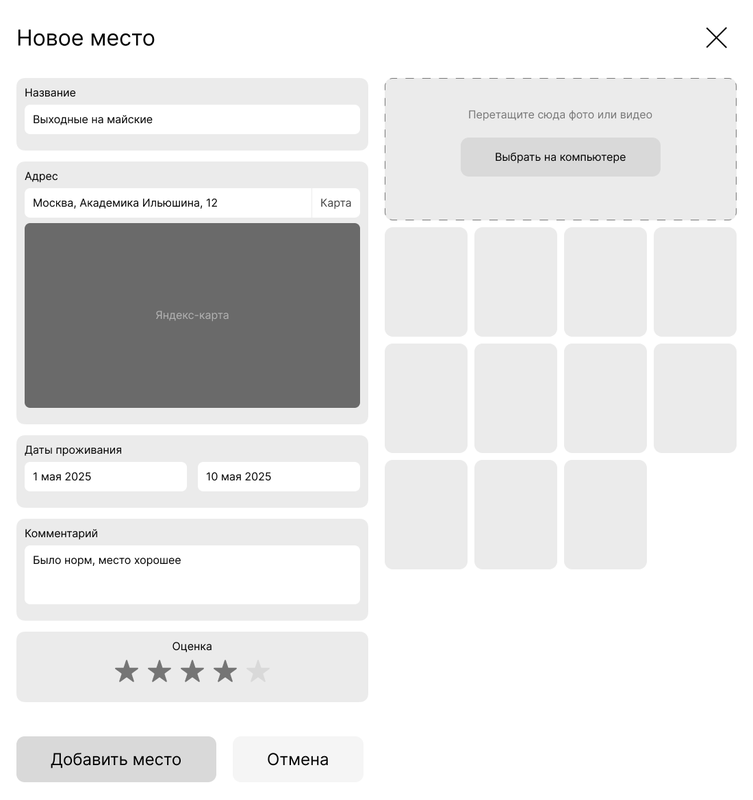 Новое место
Название
Выходные на майские
Адрес
Москва, Академика Ильюшина, 12
Карта
Яндекс-карта
Даты проживания
1 мая 2025
10 мая 2025
Комментарий
Было норм, место хорошее
Оценка
Добавить место
Отмена
Перетащите сюда фото или видео
Выбрать на компьютере